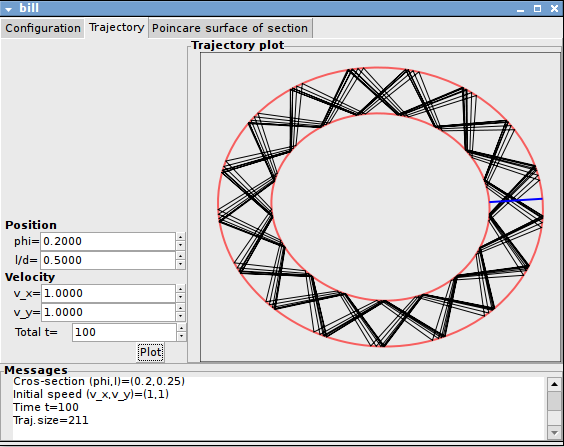 bill
Configuration Trajectory Poincare surface of section
Trajectory plot
Position
phi= 0.2000
l/d= 0.5000
Velocity
v_x= 1.0000
v_y= 1.0000
Total t= 100
Plot
Messages
Cros-section (phi,l)=(0.2,0.25)
Initial speed (v_x,v_y)=(1,1)
Time t=100
Traj.size=211